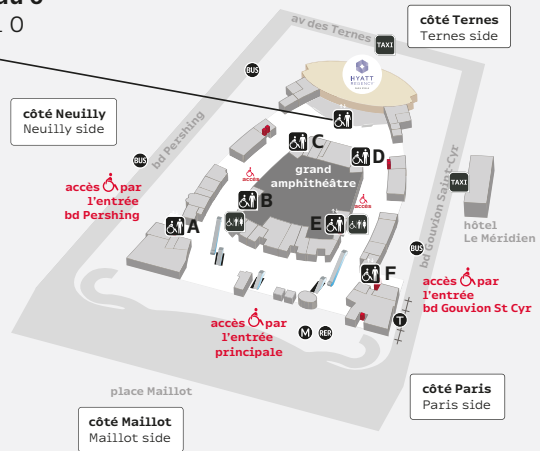 au 0
L 0
av des Ternes
TAXI
côté Ternes
Ternes side
HYATT
REGENCY
BUS
côté Neuilly
Neuilly side
bd Pershing
C
D
BUS
accès par
l'entrée
bd Pershing
accès
grand
amphithéâtre
accès
TAXI
bd Gouvion Saint-Cyr
B
A
E
hôtel
Le Méridien
BUS
F
accès par
l'entrée
bd Gouvion St Cyr
accès par
l'entrée
principale
M
RER
T
place Maillot
côté Paris
Paris side
côté Maillot
Maillot side